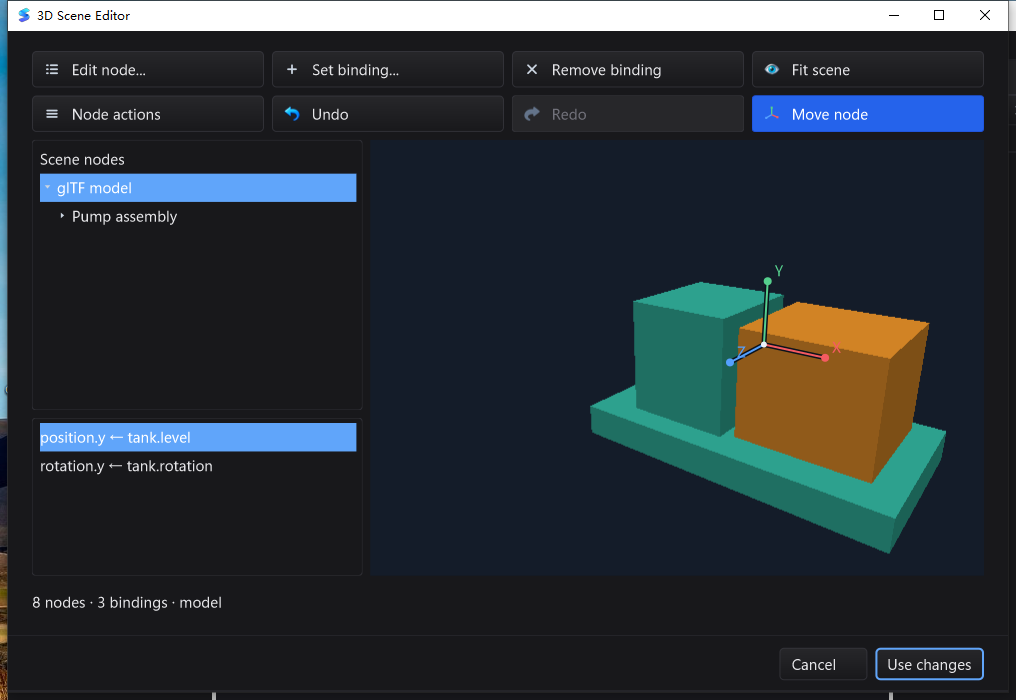 3D Scene Editor
Edit node...
Set binding...
Remove binding
Fit scene
Node actions
Undo
Redo
Move node
Scene nodes
glTF model
Pump assembly
position.y ← tank.level
rotation.y ← tank.rotation
Y
Z
X
8 nodes · 3 bindings · model
Cancel
Use changes